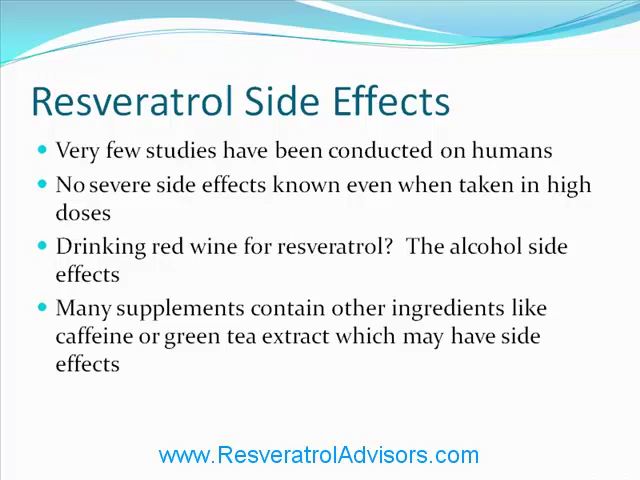 Resveratrol Side Effects
• Very few studies have been conducted on humans
• No severe side effects known even when taken in high
doses
• Drinking red wine for resveratrol?  The alcohol side
effects
• Many supplements contain other ingredients like
caffeine or green tea extract which may have side
effects
www.ResveratrolAdvisors.com